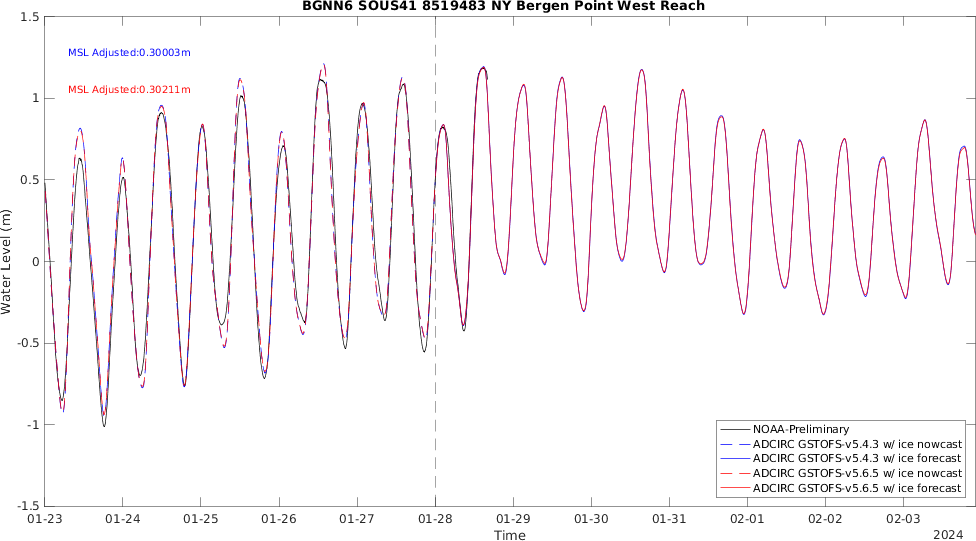 BGNN6 SOUS41 8519483 NY Bergen Point West Reach
MSL Adjusted:0.30003m
MSL Adjusted:0.30211m
1.5
1
0.5
0
-0.5
-1
-1.5
Water Level (m)
NOAA-Preliminary
ADCIRC GSTOFS-v5.4.3 w/ ice nowcast
ADCIRC GSTOFS-v5.4.3 w/ ice forecast
ADCIRC GSTOFS-v5.6.5 w/ ice nowcast
ADCIRC GSTOFS-v5.6.5 w/ ice forecast
01-23 01-24 01-25 01-26 01-27 01-28 01-29 01-30 01-31 02-01 02-02 02-03
Time
2024